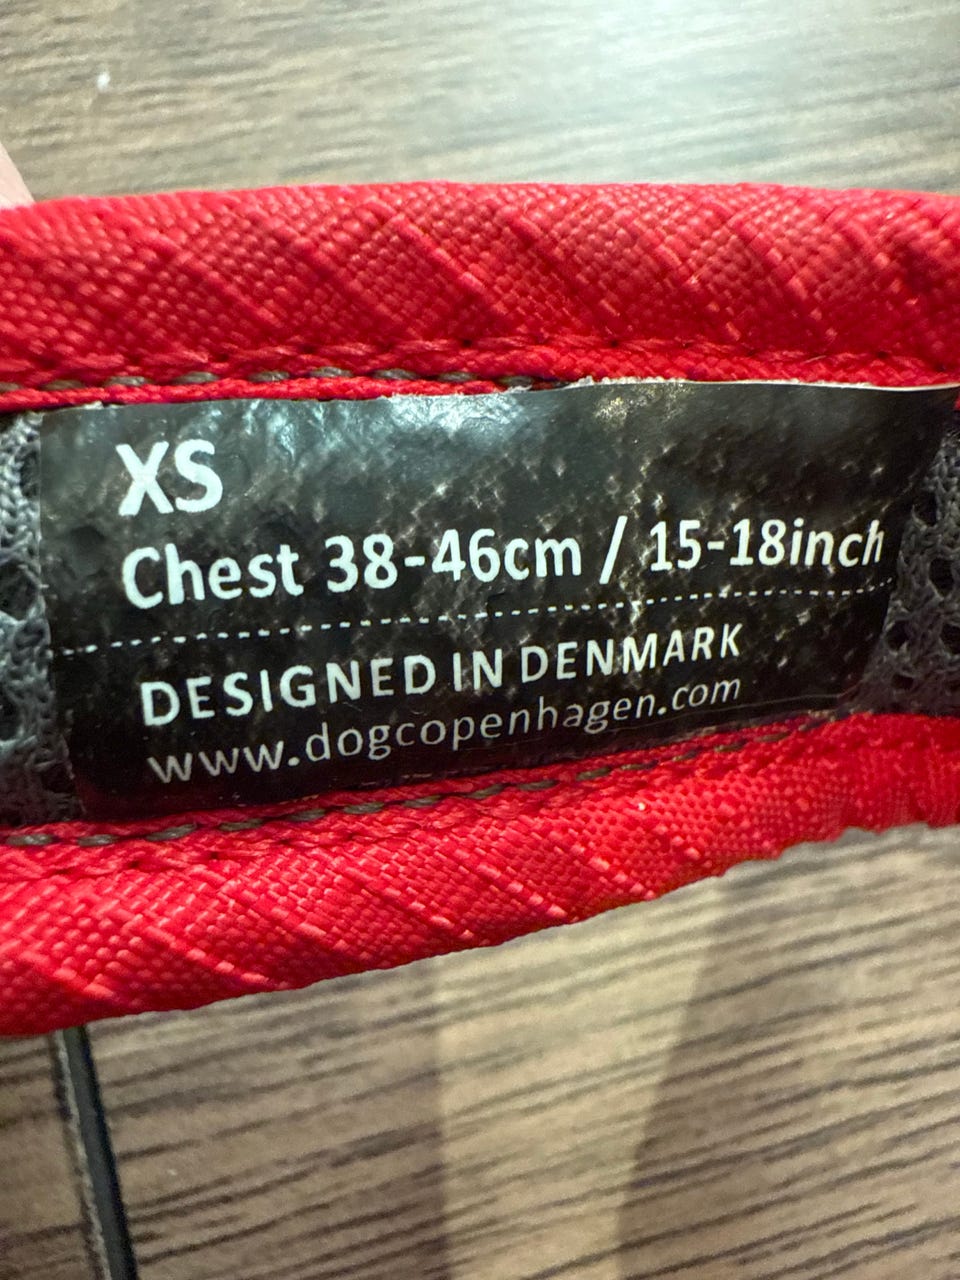 XS
Chest 38-46cm / 15-18inch
DESIGNED IN DENMARK
www.dogcopenhagen.com